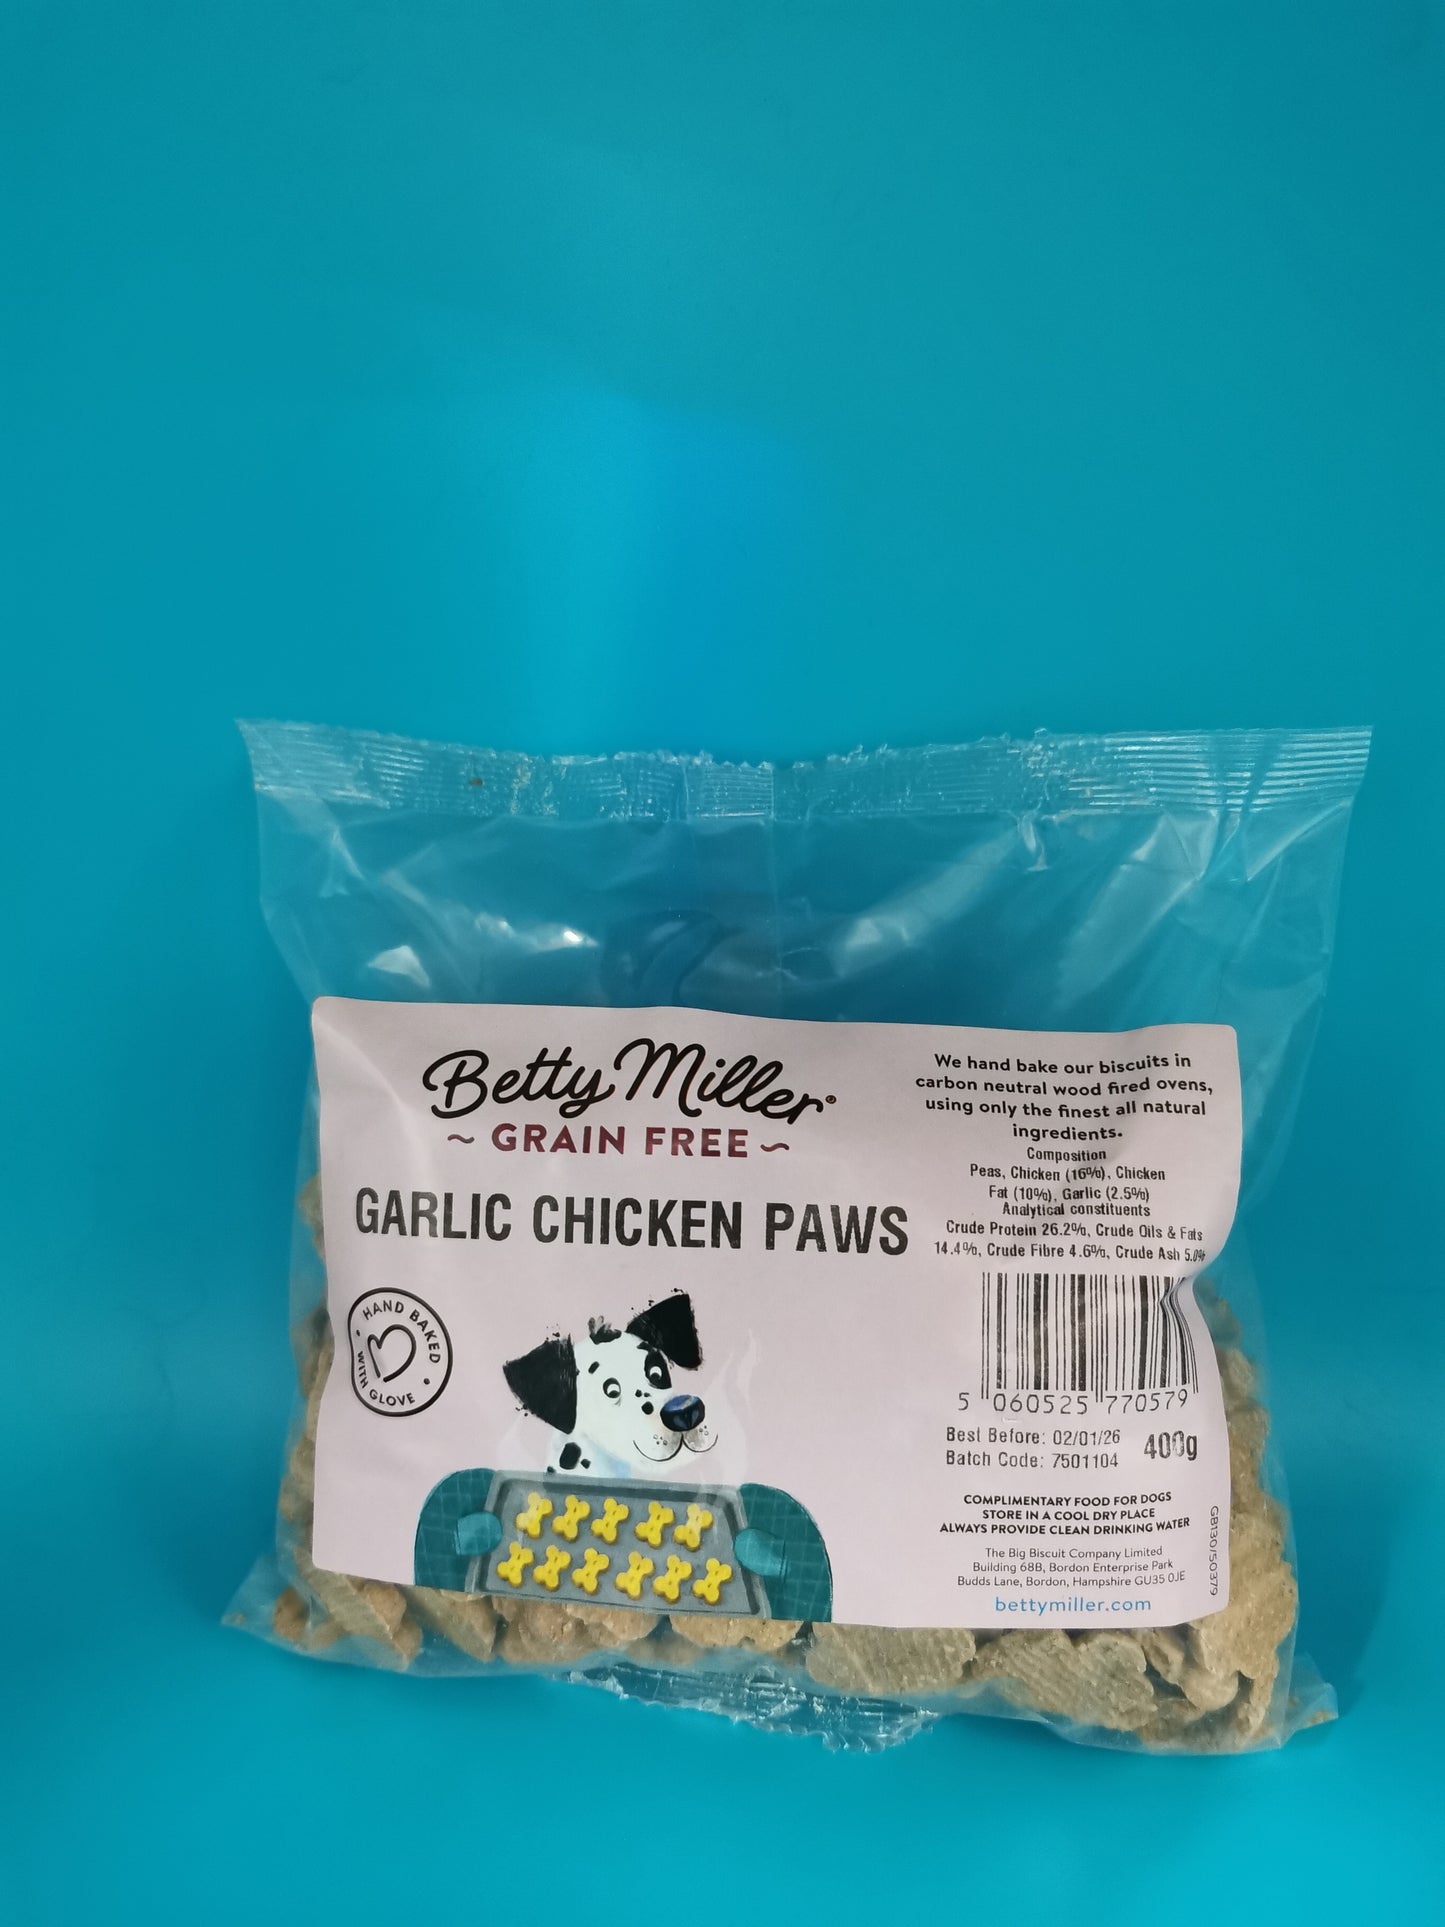 Betty Miller®
~ GRAIN FREE ~
GARLIC CHICKEN PAWS
HAND BAKED
WITH GLOVE
We hand bake our biscuits in
carbon neutral wood fired ovens,
using only the finest all natural
ingredients.
Composition
Peas, Chicken (16%), Chicken
Fat (10%), Garlic (2.5%)
Analytical constituents
Crude Protein 26.2%, Crude Oils & Fats
14.4%, Crude Fibre 4.6%, Crude Ash 5.0%
5 060525 770579
Best Before: 02/01/26
Batch Code: 7501104
400g
COMPLIMENTARY FOOD FOR DOGS
STORE IN A COOL DRY PLACE
ALWAYS PROVIDE CLEAN DRINKING WATER
The Big Biscuit Company Limited
Building 68B, Bordon Enterprise Park
Budds Lane, Bordon, Hampshire GU35 0JE
bettymiller.com
GB130/50379